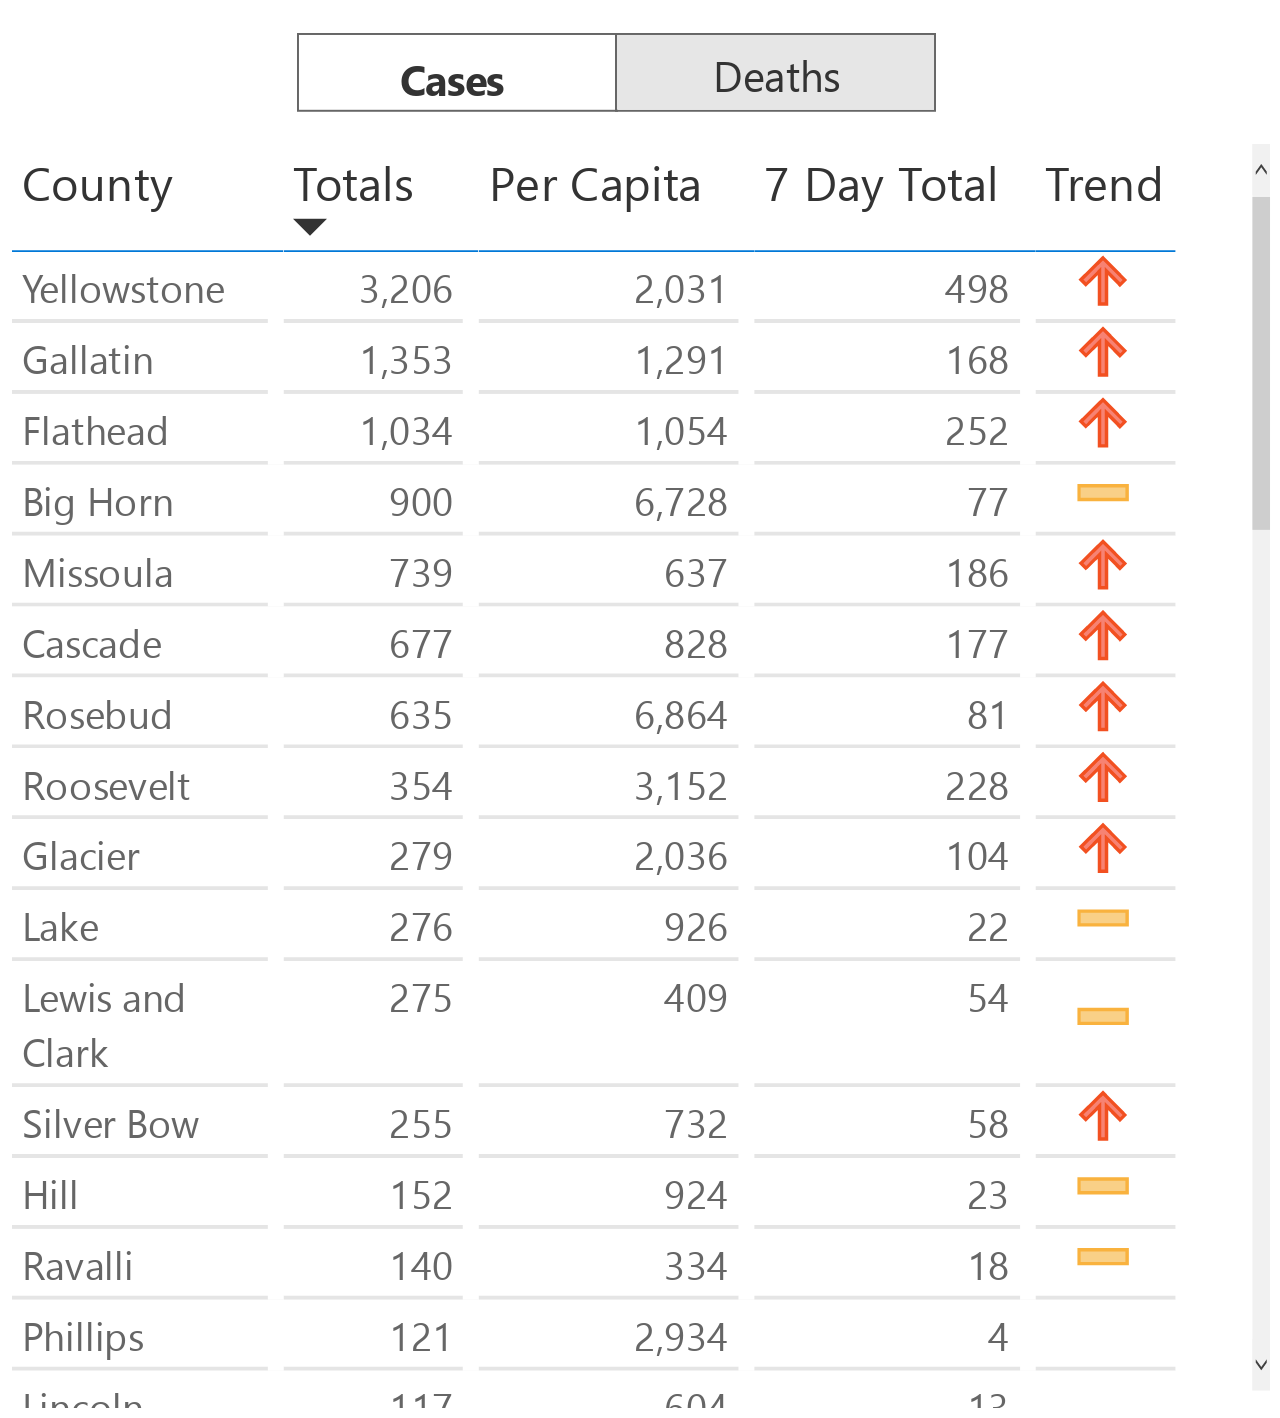 Cases Deaths
County Totals Per Capita 7 Day Total Trend
Yellowstone 3,206 2,031 498
Gallatin 1,353 1,291 168
Flathead 1,034 1,054 252
Big Horn 900 6,728 77
Missoula 739 637 186
Cascade 677 828 177
Rosebud 635 6,864 81
Roosevelt 354 3,152 228
Glacier 279 2,036 104
Lake 276 926 22
Lewis and 275 409 54
Clark
Silver Bow 255 732 58
Hill 152 924 23
Ravalli 140 334 18
Phillips 121 2,934 4
Lincoln 117 604 13